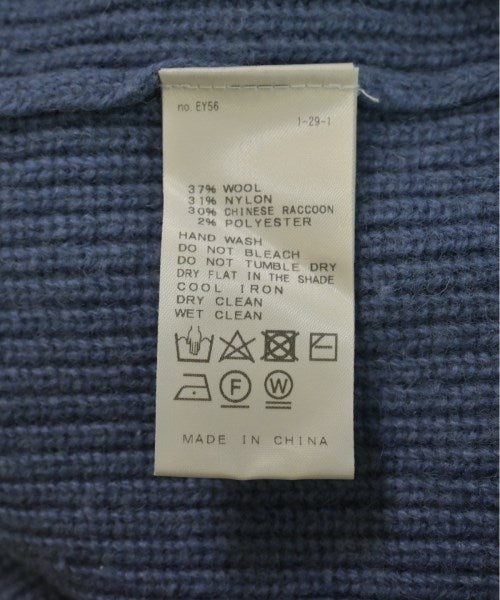 no. EY56
1-29-1
37% WOOL
31% NYLON
30% CHINESE RACCOON
2% POLYESTER
HAND WASH
DO NOT BLEACH
DO NOT TUMBLE DRY
DRY FLAT IN THE SHADE
COOL IRON
DRY CLEAN
WET CLEAN
F W
MADE IN CHINA